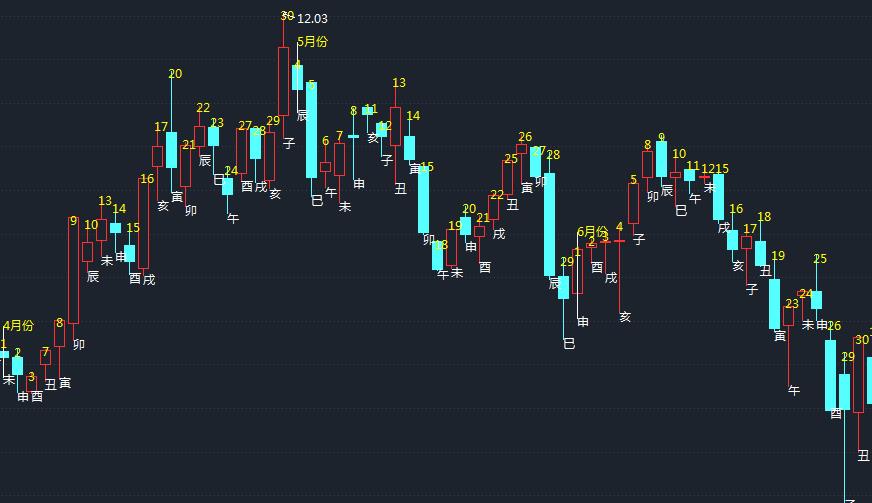 30
12.03
5月份
4
5
辰
20
17
22
23
21
27
28
29
子
6
7
8
11
12
13
14
亥
子
寅
丑
辰
巳
24
午
酉
戌
亥
巳
午
未
申
16
亥
寅
卯
15
卯
18
19
20
21
22
25
26
27
28
午
未
申
酉
戌
丑
寅
卯
辰
9
10
13
14
15
辰
未
申
酉
戌
29
巳
6月份
1
2
3
4
申
酉
戌
亥
5
8
9
10
11
12
15
子
卯
巳
午
未
戌
16
17
18
19
亥
子
丑
寅
23
24
25
午
未
申
26
酉
29
30
丑
4月份
1
2
3
7
8
未
申
酉
丑
寅
卯